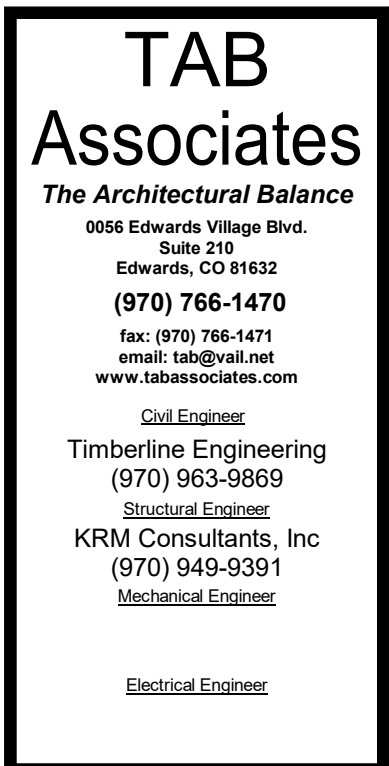 TAB
Associates
The Architectural Balance
0056 Edwards Village Blvd.
Suite 210
Edwards, CO 81632
(970) 766-1470
fax: (970) 766-1471
email: tab@vail.net
www.tabassociates.com
Civil Engineer
Timberline Engineering
(970) 963-9869
Structural Engineer
KRM Consultants, Inc
(970) 949-9391
Mechanical Engineer
Electrical Engineer